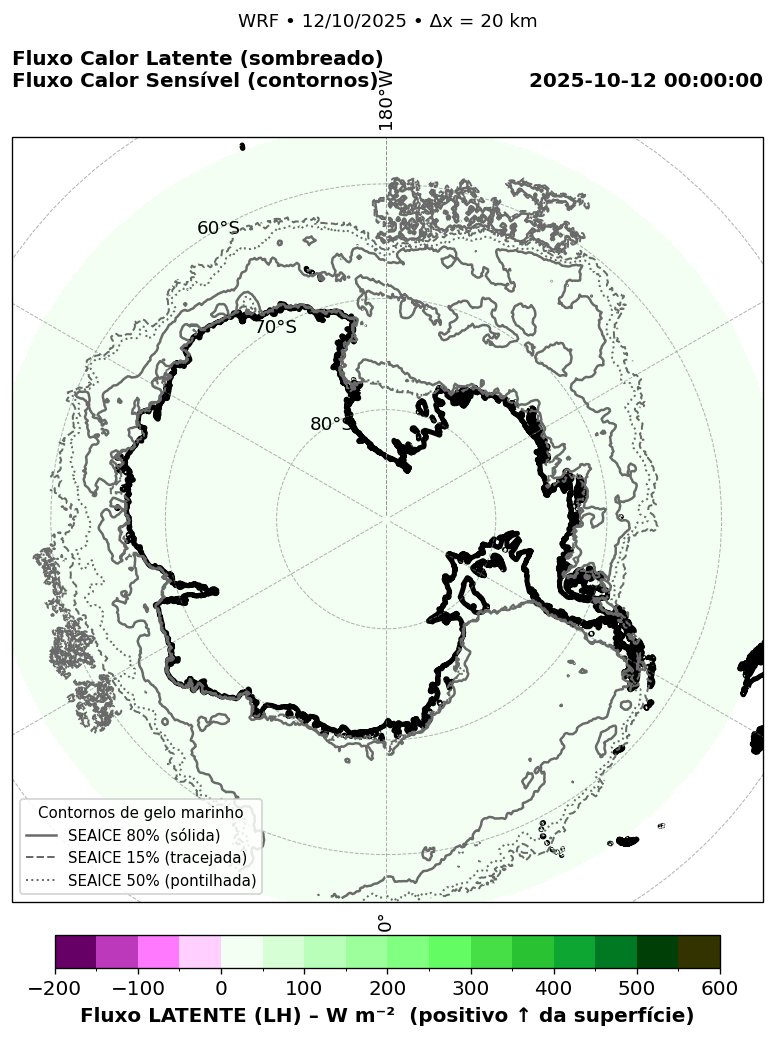 WRF • 12/10/2025 • Δx = 20 km
Fluxo Calor Latente (sombreado)
Fluxo Calor Sensível (contornos)
2025-10-12 00:00:00
180°W
60°S
70°S
80°S
Contornos de gelo marinho
SEAICE 80% (sólida)
SEAICE 15% (tracejada)
SEAICE 50% (pontilhada)
0°
−200 −100 0 100 200 300 400 500 600
Fluxo LATENTE (LH) – W m⁻² (positivo ↑ da superfície)